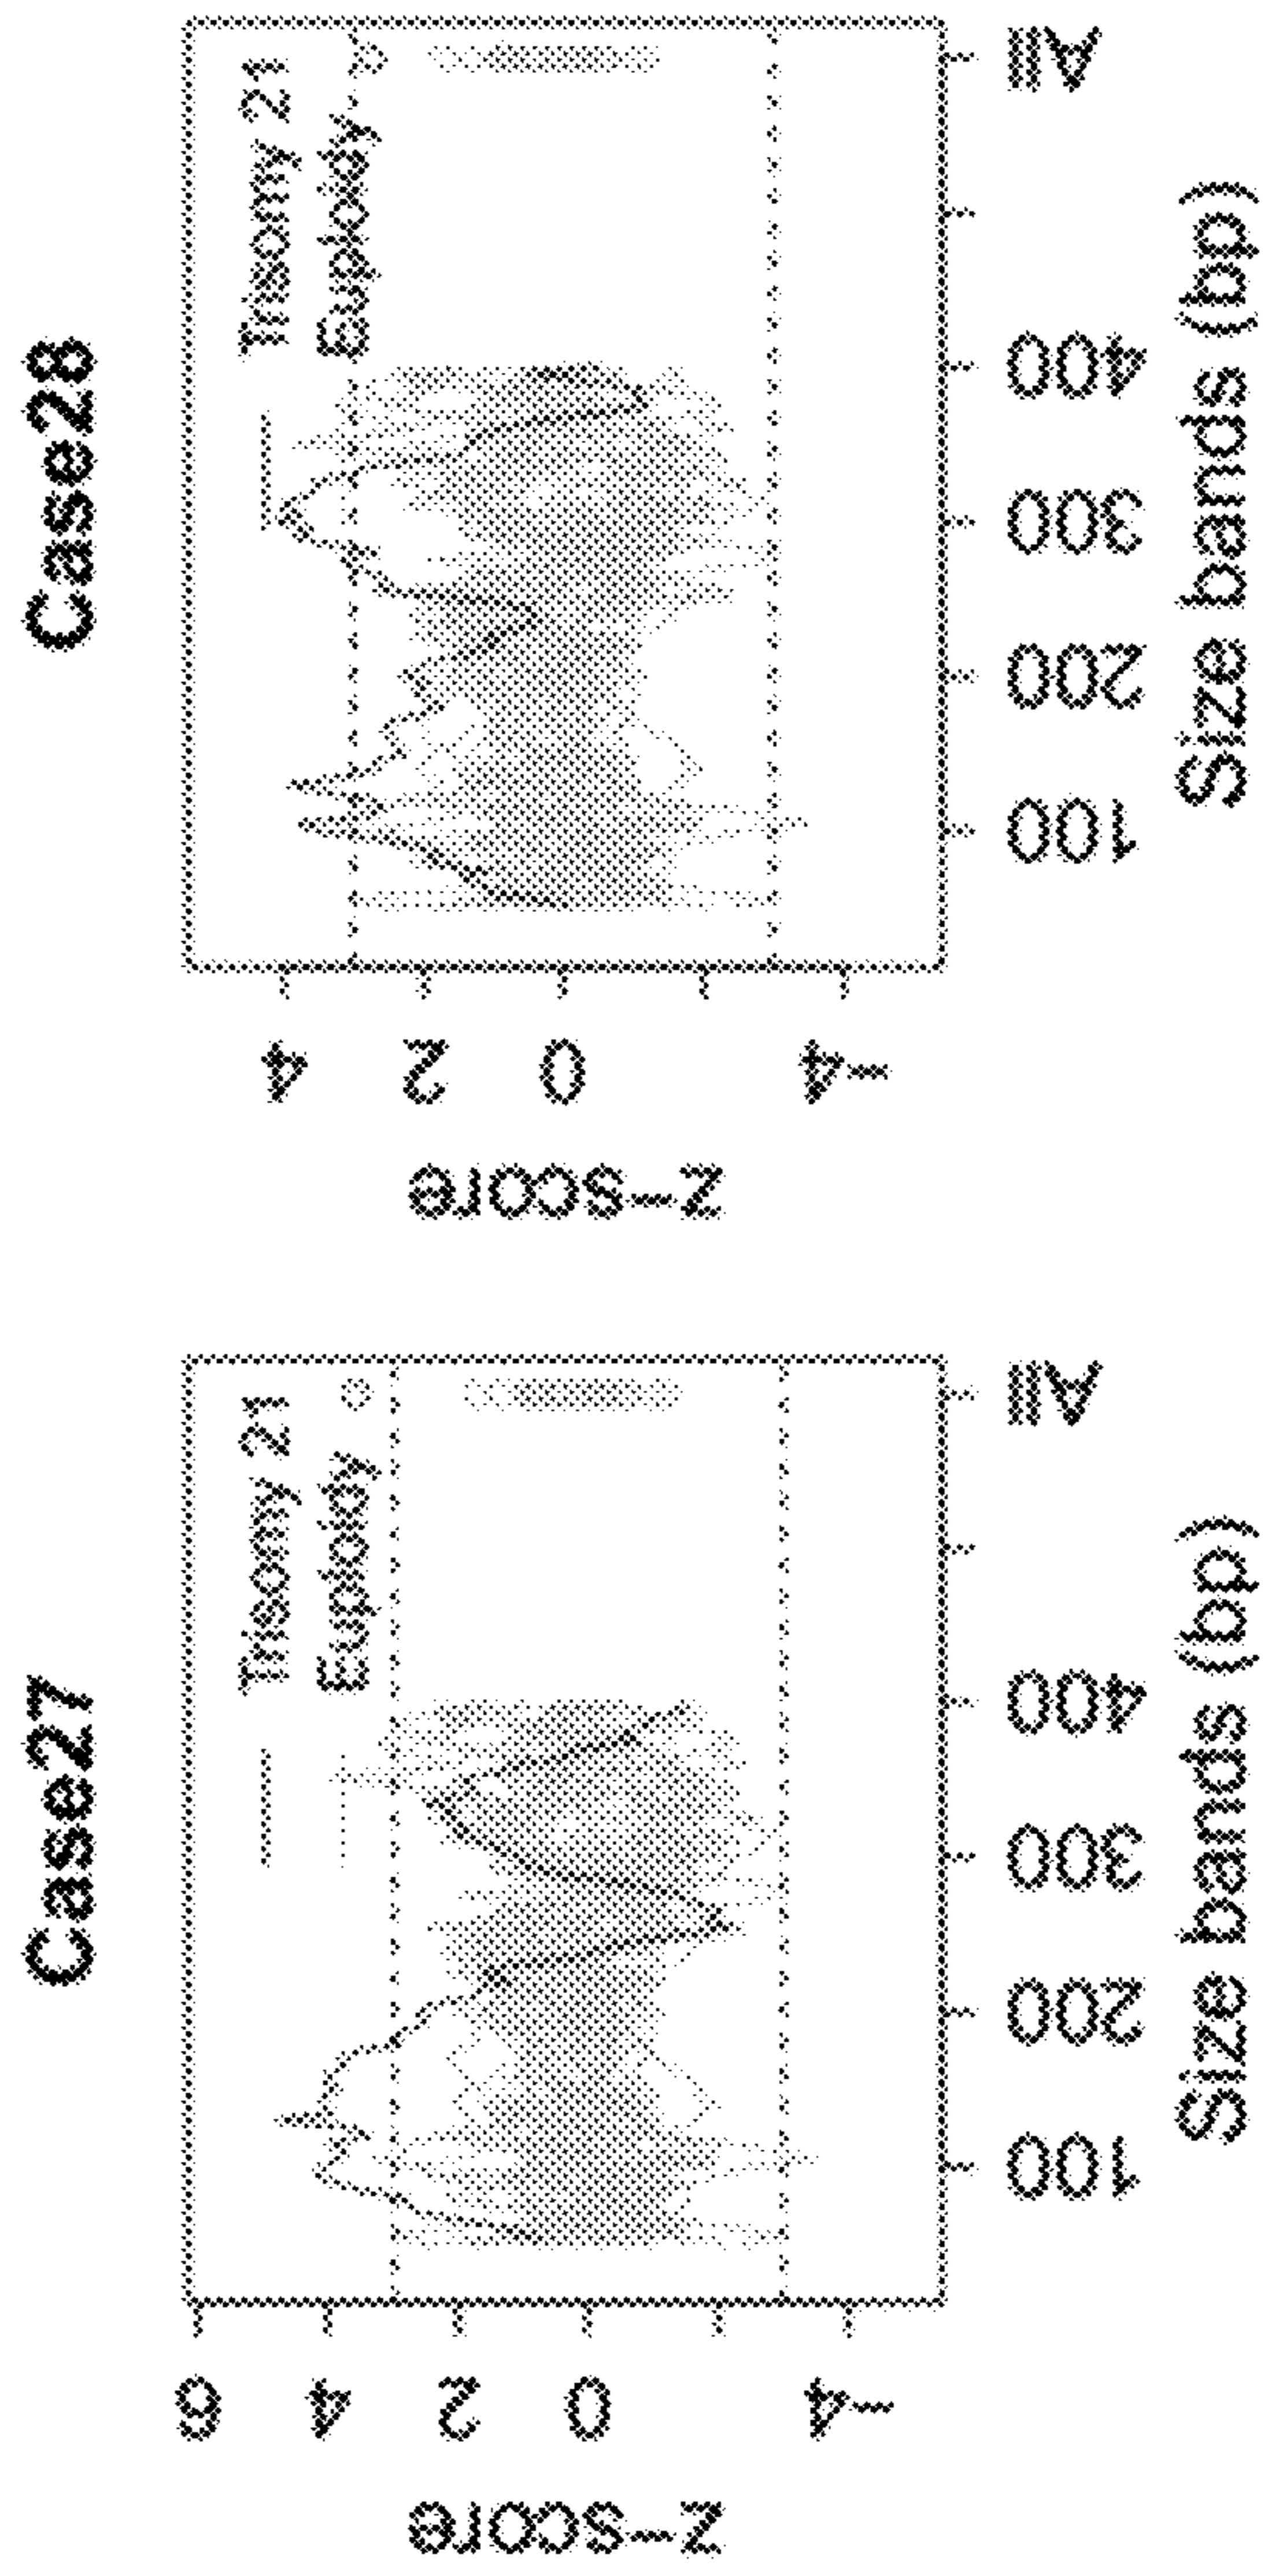 Case27
6
4
2
0
-4
z-score
Trisomy 21
Euploidy
100
200
300
400
All
Size bands (bp)
Case28
4
2
0
-4
z-score
Trisomy 21
Euploidy
100
200
300
400
All
Size bands (bp)